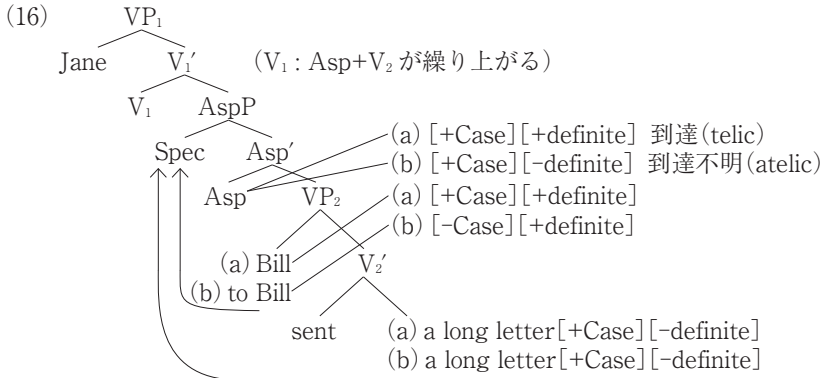 (16) VP₁
Jane V₁′ (V₁ : Asp+V₂ が繰り上がる)
V₁ AspP
(a) [+Case][+definite] 到達(telic)
Spec Asp′
(b) [+Case][-definite] 到達不明(atelic)
Asp VP₂
(a) [+Case][+definite]
(b) [-Case][+definite]
(a) Bill V₂′
(b) to Bill
sent (a) a long letter[+Case][-definite]
(b) a long letter[+Case][-definite]